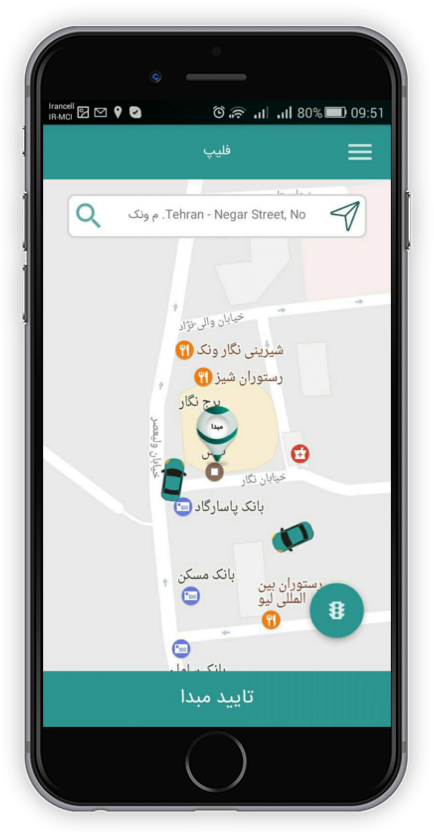 Irancell
IR-MCI
80% 09:51
فلیپ
Tehran - Negar Street, No. م ونک
خیابان والی نژاد
شیرینی نگار ونک
رستوران شیز
برج نگار
مبدا
خیابان ولیعصر
خیابان نگار
بانک پاسارگاد
بانک مسکن
رستوران بین
المللی لیو
بانک سامان
تایید مبدا